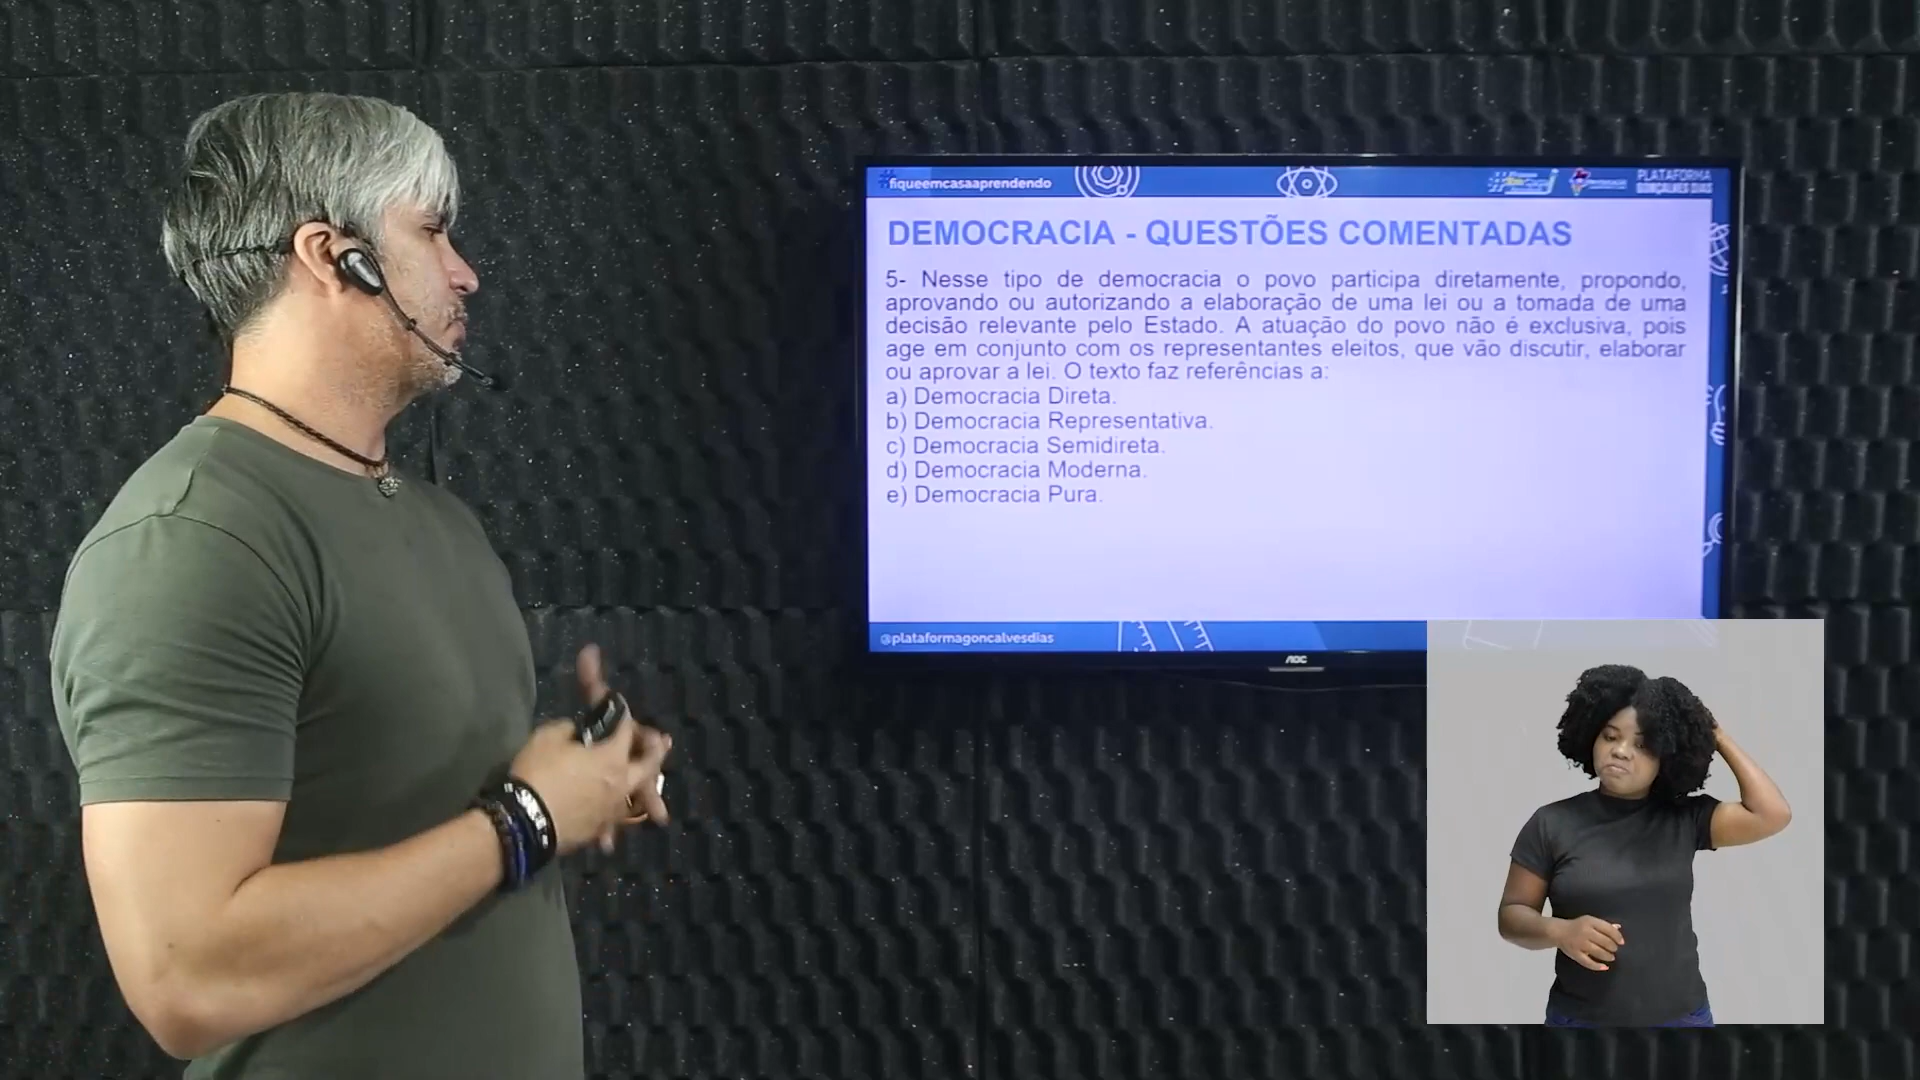 #fiqueemcasaaprendendo
PLATAFORMA
GONÇALVES DIAS
DEMOCRACIA - QUESTÕES COMENTADAS
5- Nesse tipo de democracia o povo participa diretamente, propondo,
aprovando ou autorizando a elaboração de uma lei ou a tomada de uma
decisão relevante pelo Estado. A atuação do povo não é exclusiva, pois
age em conjunto com os representantes eleitos, que vão discutir, elaborar
ou aprovar a lei. O texto faz referências a:
a) Democracia Direta.
b) Democracia Representativa.
c) Democracia Semidireta.
d) Democracia Moderna.
e) Democracia Pura.
@plataformagoncalvesdias
AOC